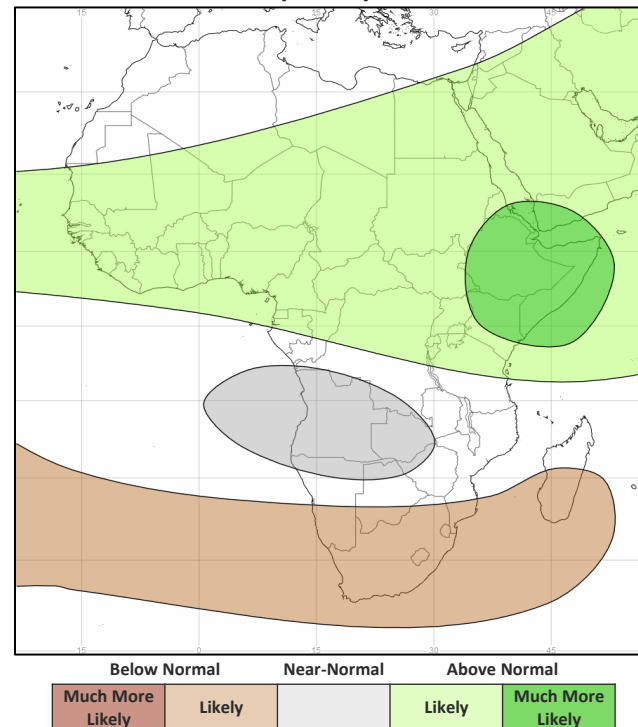 15 0 15 30 45
15 0 15 30 45
Below Normal Near-Normal Above Normal
Much More Likely Likely Much More
Likely Likely